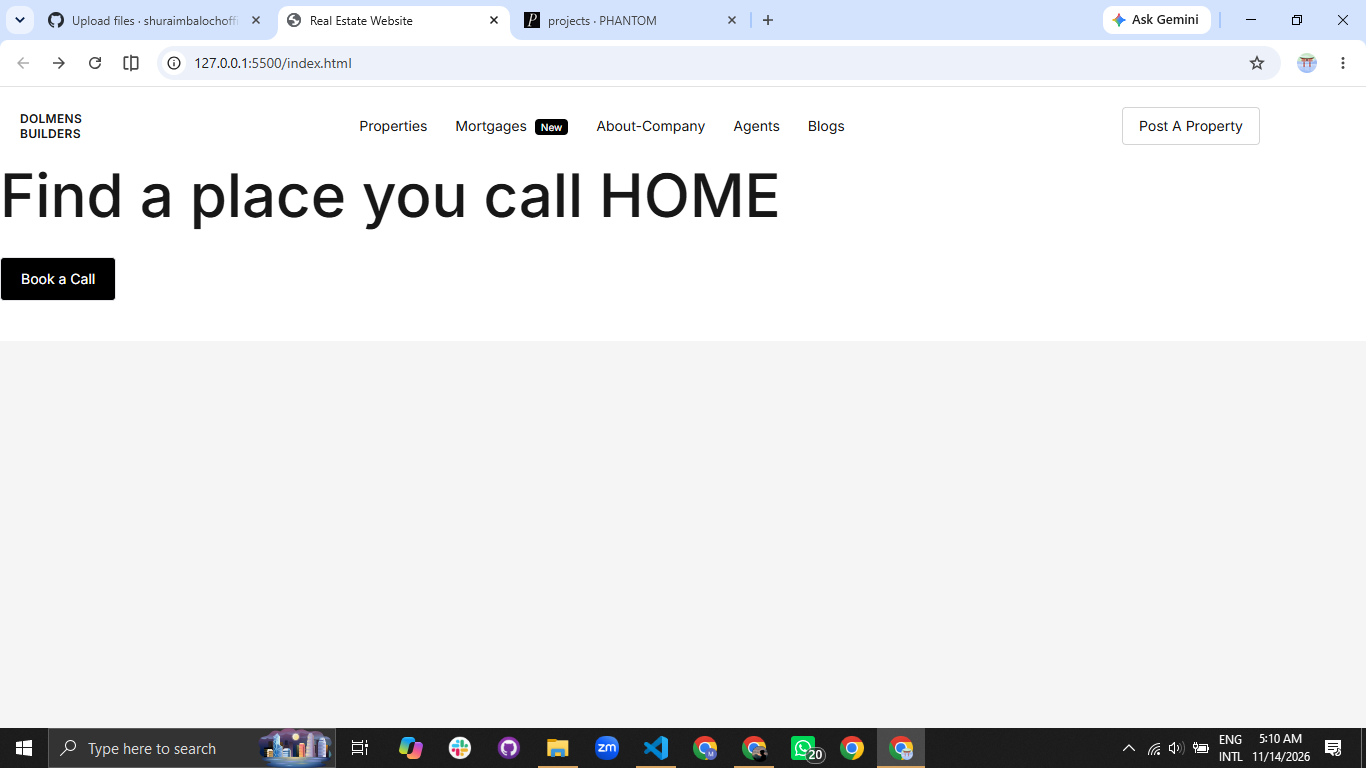 Upload files · shuraimbalochoff
Real Estate Website
projects · PHANTOM
Ask Gemini
127.0.0.1:5500/index.html
DOLMENS
BUILDERS
Properties Mortgages New About-Company Agents Blogs
Post A Property
Find a place you call HOME
Book a Call
Type here to search
zm
20
ENG
INTL
5:10 AM
11/14/2026